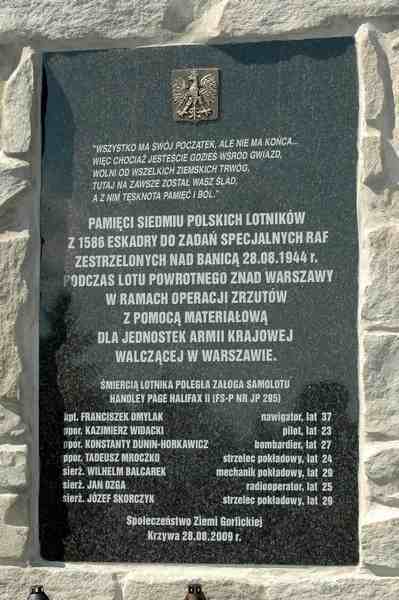 "WSZYSTKO MA SWÓJ POCZĄTEK, ALE NIE MA KOŃCA...
WIĘC CHOCIAŻ JESTEŚCIE GDZIEŚ WŚRÓD GWIAZD,
WOLNI OD WSZELKICH ZIEMSKICH TRWÓG,
TUTAJ NA ZAWSZE ZOSTAŁ WASZ ŚLAD,
A Z NIM TĘSKNOTA PAMIĘĆ I BÓL."
PAMIĘCI SIEDMIU POLSKICH LOTNIKÓW
Z 1586 ESKADRY DO ZADAŃ SPECJALNYCH RAF
ZESTRZELONYCH NAD BANICĄ 28.08.1944 r.
PODCZAS LOTU POWROTNEGO ZNAD WARSZAWY
W RAMACH OPERACJI ZRZUTÓW
Z POMOCĄ MATERIAŁOWĄ
DLA JEDNOSTEK ARMII KRAJOWEJ
WALCZĄCEJ W WARSZAWIE.
ŚMIERCIĄ LOTNIKA POLEGŁA ZAŁOGA SAMOLOTU
HANDLEY PAGE HALIFAX II (FS-P NR JP 295)
kpt. FRANCISZEK OMYLAK nawigator, lat 37
ppor. KAZIMIERZ WIDACKI pilot, lat 23
ppor. KONSTANTY DUNIN-HORKAWICZ bombardier, lat 27
ppor. TADEUSZ MROCZKO strzelec pokładowy, lat 24
sierż. WILHELM BALCAREK mechanik pokładowy, lat 29
sierż. JAN OZGA radiooperator, lat 25
sierż. JÓZEF SKORCZYK strzelec pokładowy, lat 29
Społeczeństwo Ziemi Gorlickiej
Krzywa 28.08.2009 r.